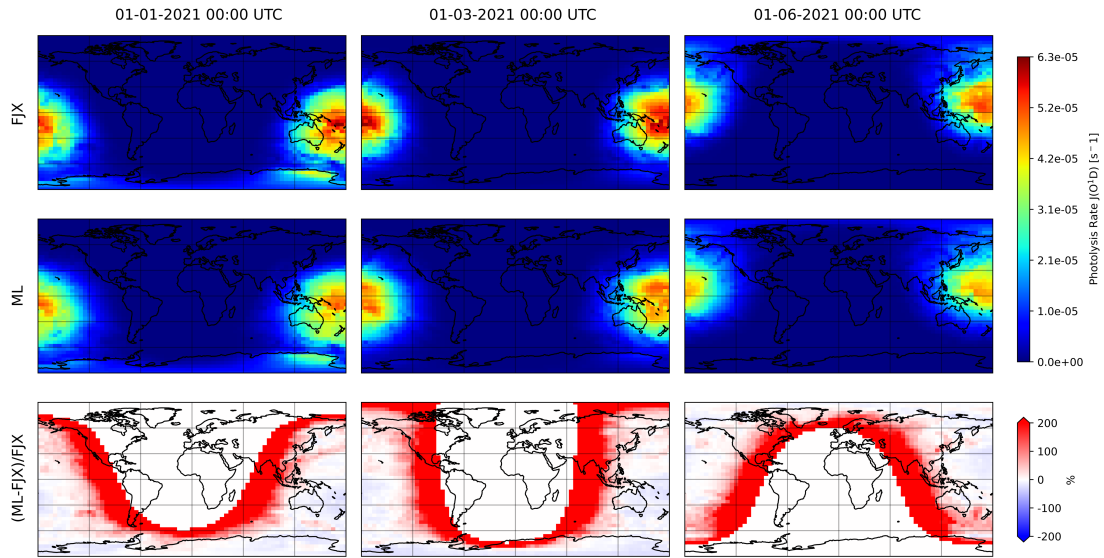 01-01-2021 00:00 UTC
01-03-2021 00:00 UTC
01-06-2021 00:00 UTC
FJX
ML
(ML-FJX)/FJX
6.3e-05
5.2e-05
4.2e-05
3.1e-05
2.1e-05
1.0e-05
0.0e+00
Photolysis Rate J(O¹D) [s⁻1]
200
100
0
-100
-200
%